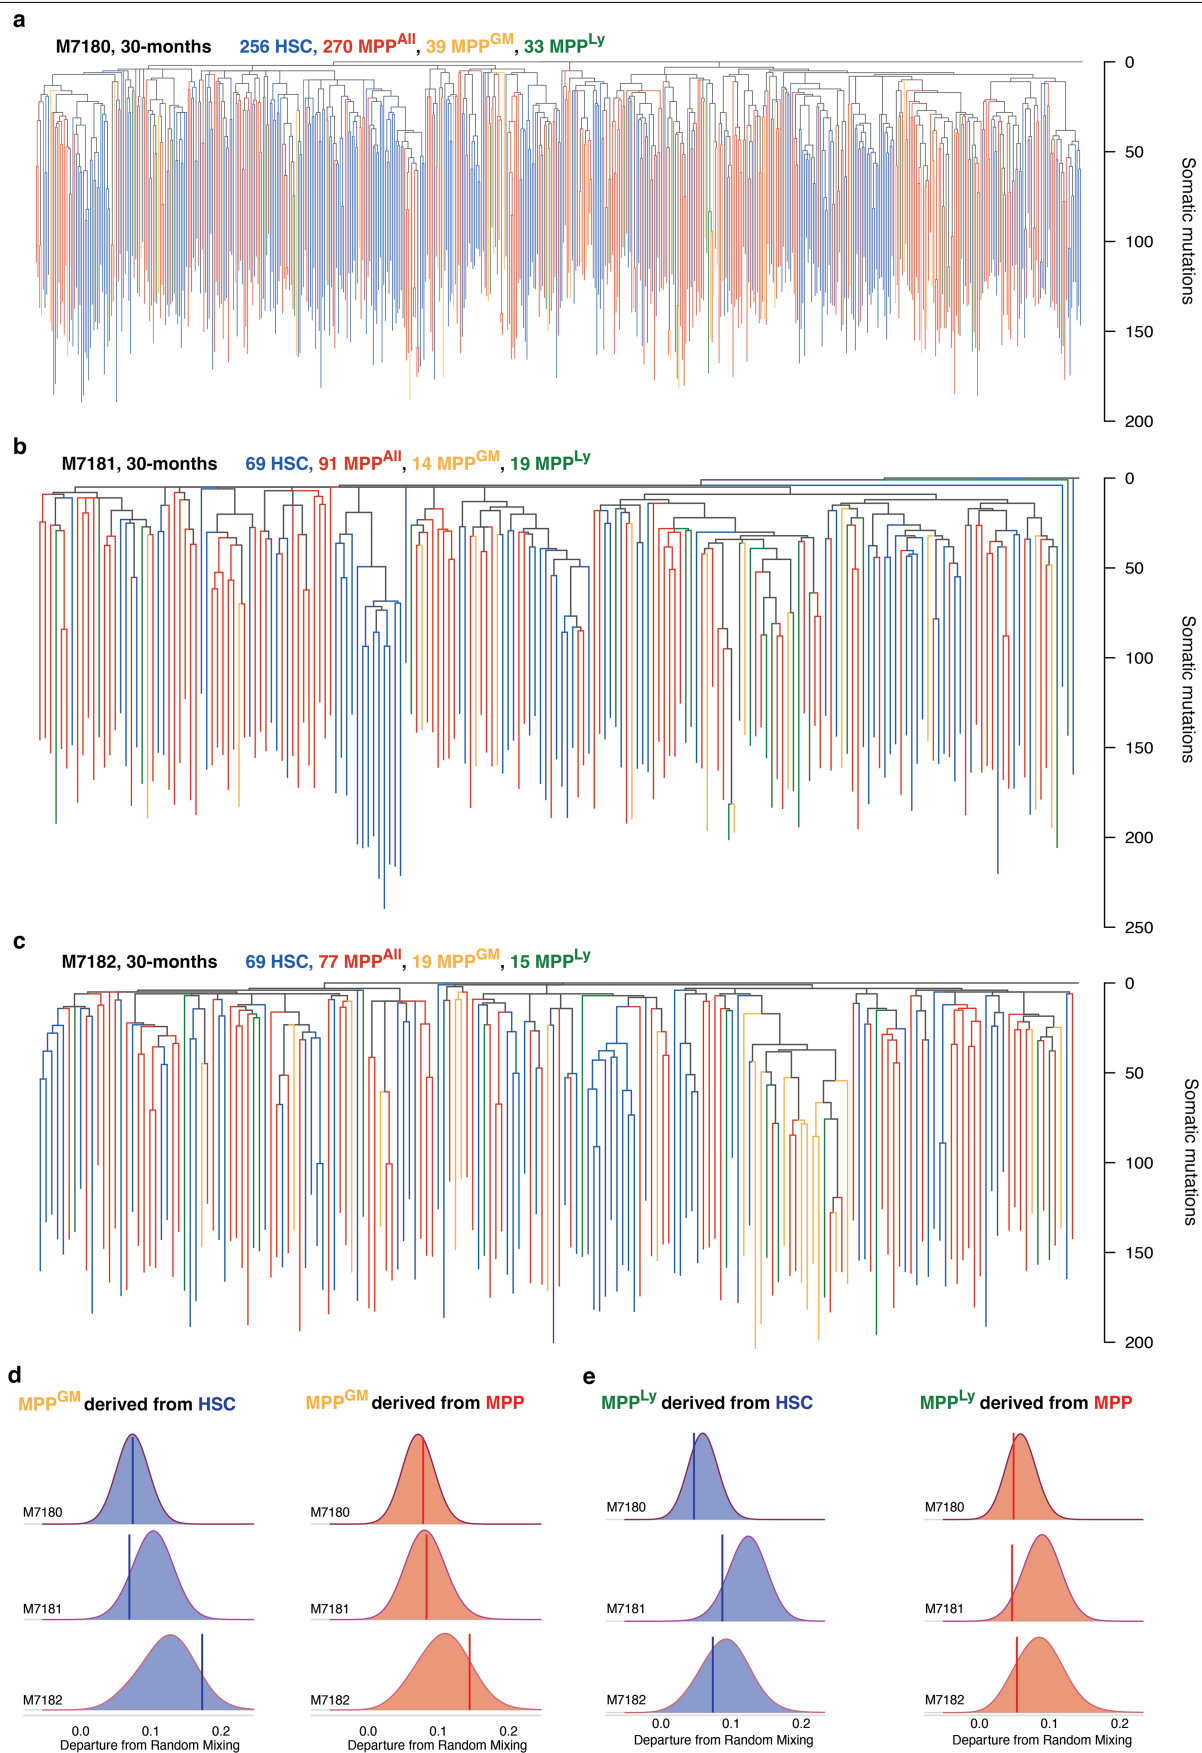 a
M7180, 30-months 256 HSC, 270 MPPAll, 39 MPPGM, 33 MPPLy
0
50
100
150
200
Somatic mutations
b
M7181, 30-months 69 HSC, 91 MPPAll, 14 MPPGM, 19 MPPLy
0
50
100
150
200
250
Somatic mutations
c
M7182, 30-months 69 HSC, 77 MPPAll, 19 MPPGM, 15 MPPLy
0
50
100
150
200
Somatic mutations
d
MPPGM derived from HSC
M7180
M7181
M7182
0.0 0.1 0.2
Departure from Random Mixing
MPPGM derived from MPP
M7180
M7181
M7182
0.0 0.1 0.2
Departure from Random Mixing
e
MPPLy derived from HSC
M7180
M7181
M7182
0.0 0.1 0.2
Departure from Random Mixing
MPPLy derived from MPP
M7180
M7181
M7182
0.0 0.1 0.2
Departure from Random Mixing